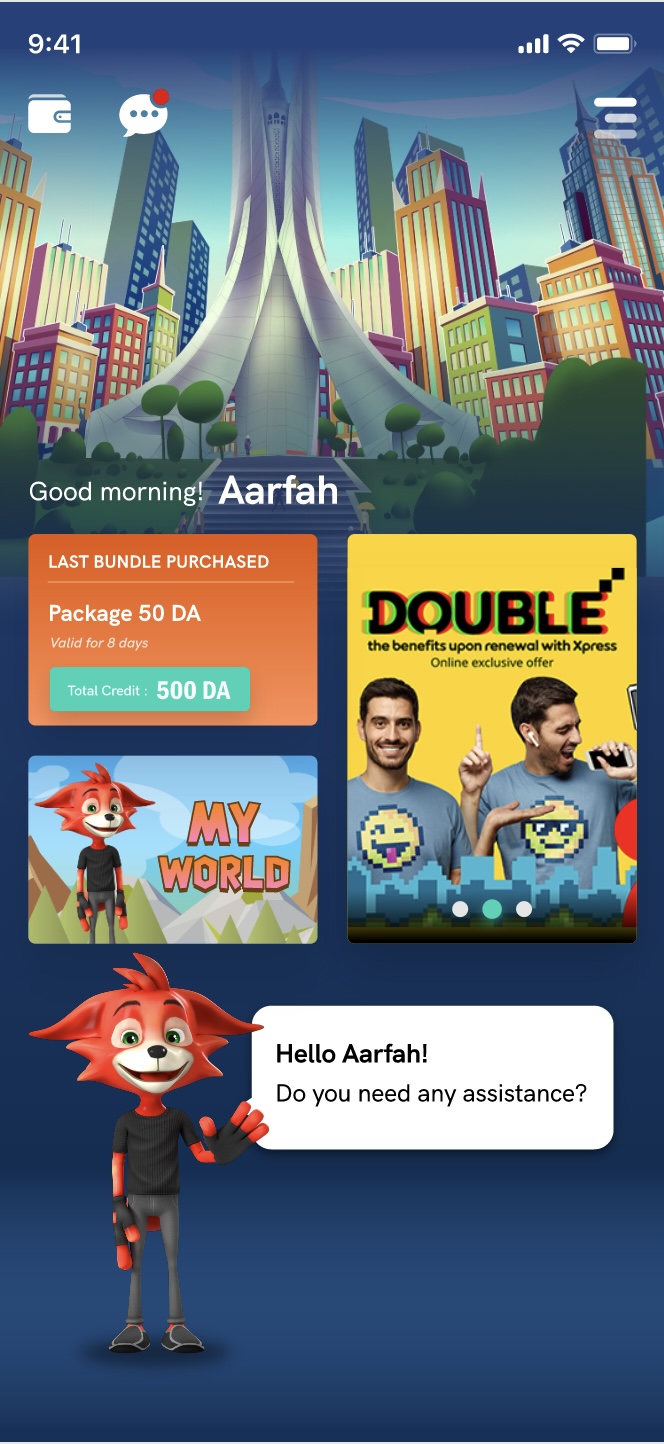 9:41
Good morning! Aarfah
LAST BUNDLE PURCHASED
Package 50 DA
Valid for 8 days
Total Credit : 500 DA
DOUBLE
the benefits upon renewal with Xpress
Online exclusive offer
MY
WORLD
Hello Aarfah!
Do you need any assistance?